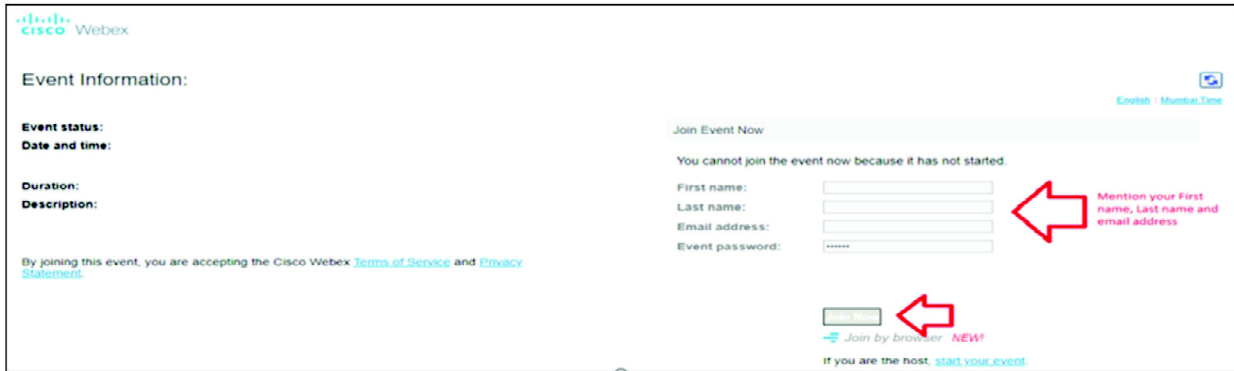 CISCO Webex
Event Information:
English : Mumbai Time
Event status:
Date and time:
Duration:
Description:
By joining this event, you are accepting the Cisco Webex Terms of Service and Privacy
Statement.
Join Event Now
You cannot join the event now because it has not started.
First name:
Last name:
Email address:
Event password:
Mention your First
name, Last name and
email address
Join Now
Join by browser NEW!
If you are the host, start your event.